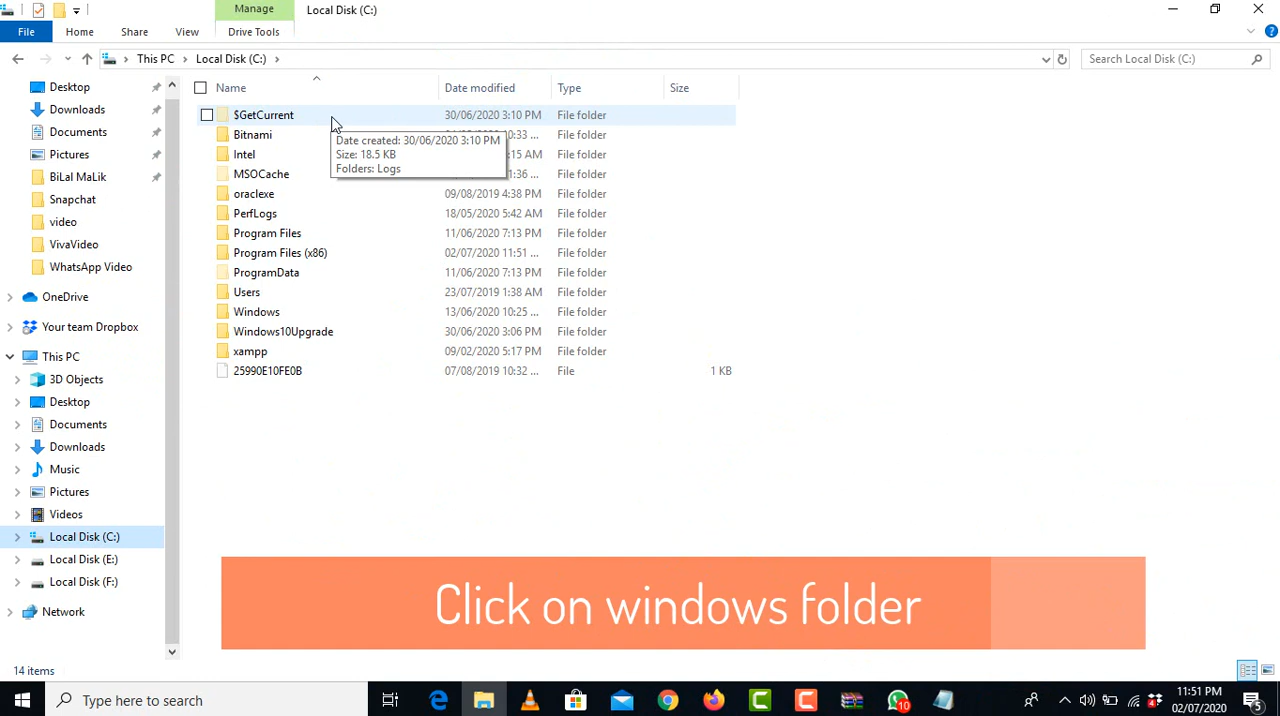 Manage
Local Disk (C:)
File
Home
Share
View
Drive Tools
This PC
Local Disk (C:)
Search Local Disk (C:)
Name
Date modified
Type
Size
$GetCurrent
30/06/2020 3:10 PM
File folder
Bitnami
File folder
Intel
File folder
MSOCache
File folder
Date created: 30/06/2020 3:10 PM
Size: 18.5 KB
Folders: Logs
oraclexe
09/08/2019 4:38 PM
File folder
PerfLogs
18/05/2020 5:42 AM
File folder
Program Files
11/06/2020 7:13 PM
File folder
Program Files (x86)
02/07/2020 11:51 ...
File folder
ProgramData
11/06/2020 7:13 PM
File folder
Users
23/07/2019 1:38 AM
File folder
Windows
13/06/2020 10:25 ...
File folder
Windows10Upgrade
30/06/2020 3:06 PM
File folder
xampp
09/02/2020 5:17 PM
File folder
25990E10FE0B
07/08/2019 10:32 ...
File
1 KB
Desktop
Downloads
Documents
Pictures
BiLal MaLik
Snapchat
video
VivaVideo
WhatsApp Video
OneDrive
Your team Dropbox
This PC
3D Objects
Desktop
Documents
Downloads
Music
Pictures
Videos
Local Disk (C:)
Local Disk (E:)
Local Disk (F:)
Network
Click on windows folder
14 items
Type here to search
10
4
11:51 PM
02/07/2020
5